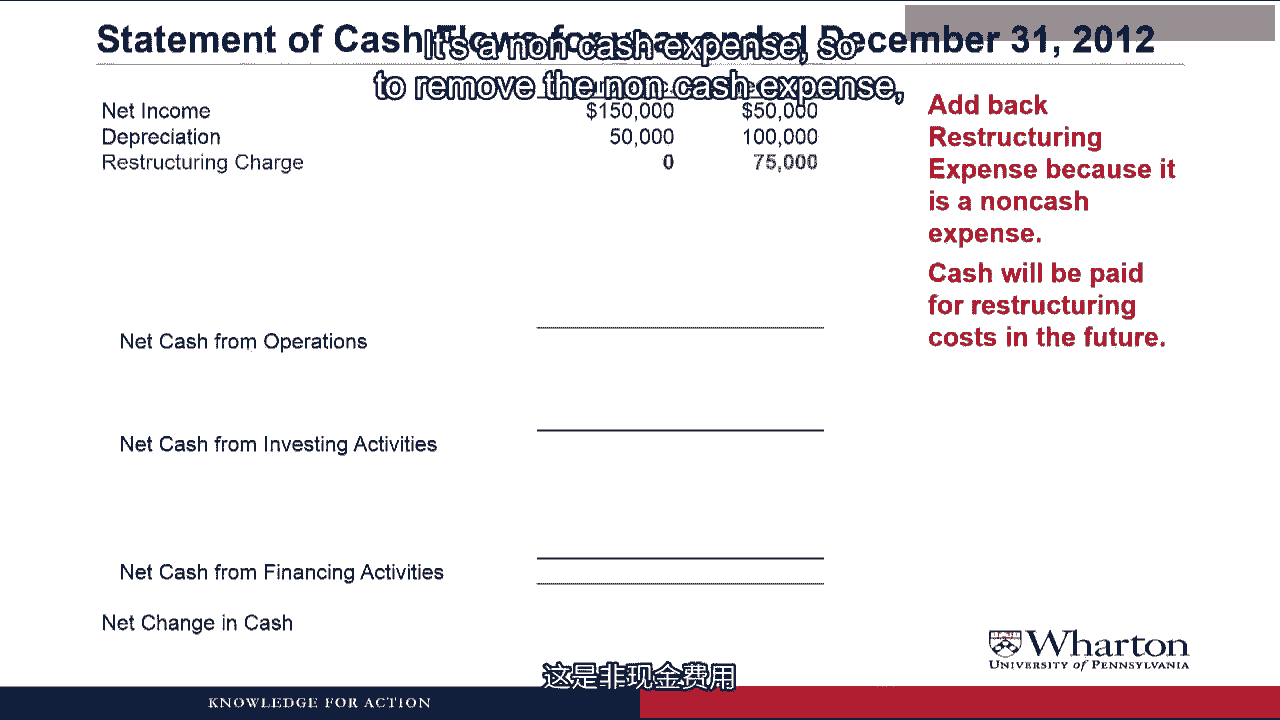 Statement of Cash Flows for year ended December 31, 2012
It's a non cash expense, so
to remove the non cash expense,
Net Income $150,000 $50,000
Depreciation 50,000 100,000
Restructuring Charge 0 75,000
Add back
Restructuring
Expense because it
is a noncash
expense.
Cash will be paid
for restructuring
costs in the future.
Net Cash from Operations
Net Cash from Investing Activities
Net Cash from Financing Activities
Net Change in Cash
Wharton
UNIVERSITY of PENNSYLVANIA
这是非现金费用
KNOWLEDGE FOR ACTION